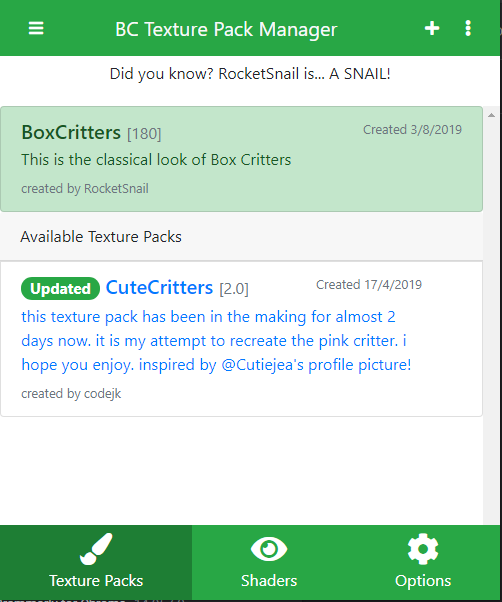 BC Texture Pack Manager
Did you know? RocketSnail is... A SNAIL!
BoxCritters [180] Created 3/8/2019
This is the classical look of Box Critters
created by RocketSnail
Available Texture Packs
Updated CuteCritters [2.0] Created 17/4/2019
this texture pack has been in the making for almost 2
days now. it is my attempt to recreate the pink critter. i
hope you enjoy. inspired by @Cutiejea's profile picture!
created by codejk
Texture Packs Shaders Options